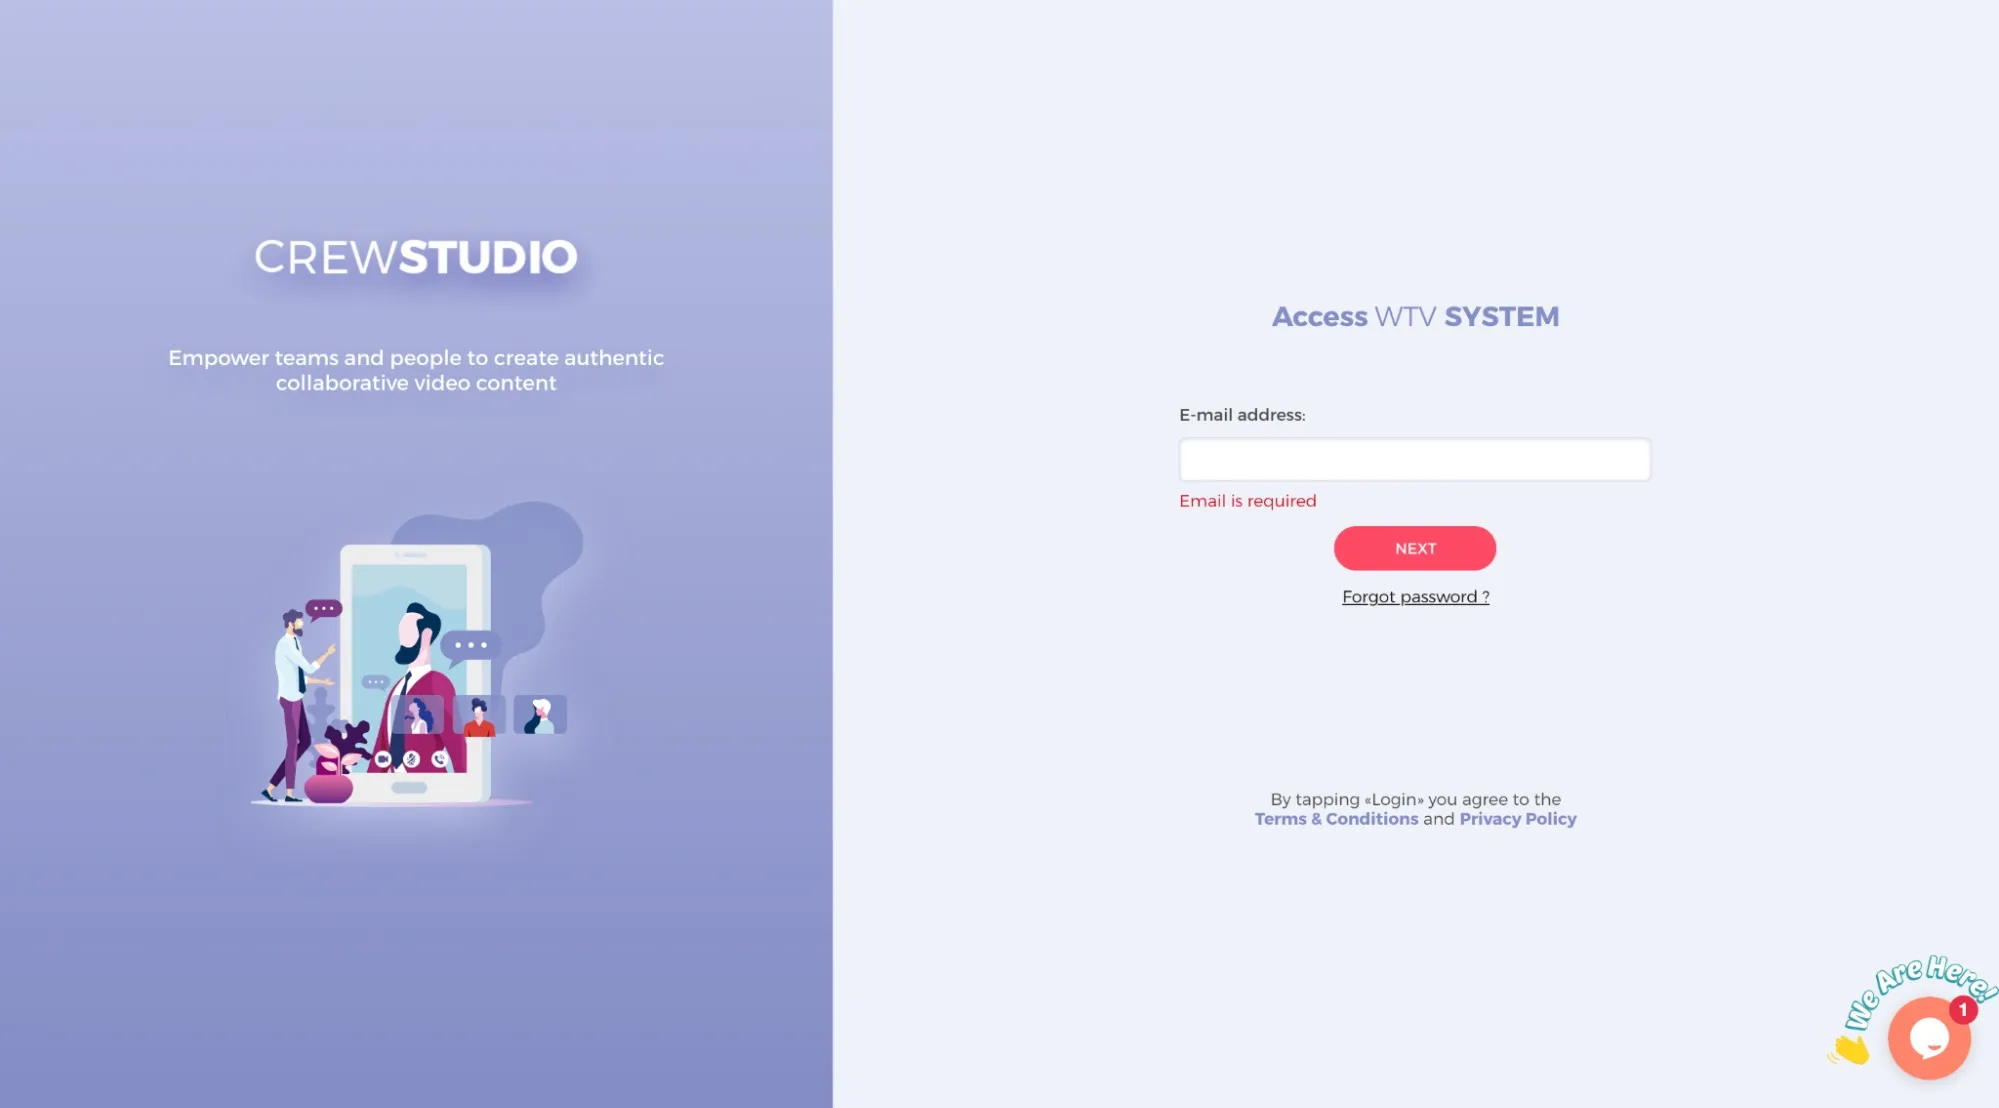 CREWSTUDIO
Empower teams and people to create authentic
collaborative video content
Access WTV SYSTEM
E-mail address:
Email is required
NEXT
Forgot password ?
By tapping «Login» you agree to the
Terms & Conditions and Privacy Policy
We Are Here!
1